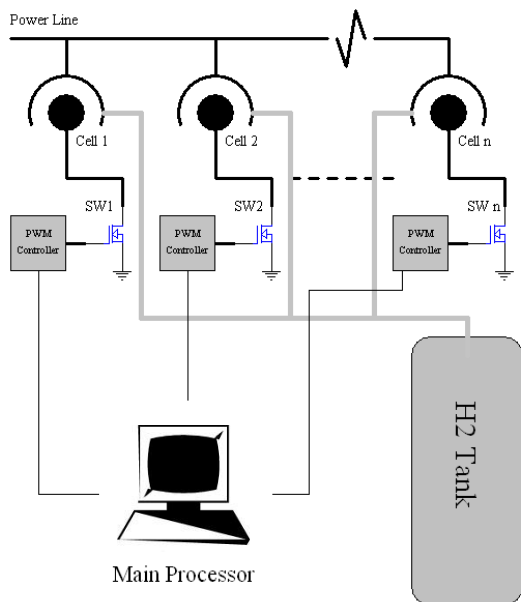 Power Line
Cell 1
Cell 2
Cell n
SW1
SW2
SW n
PWM
Controller
PWM
Controller
PWM
Controller
H2 Tank
Main Processor